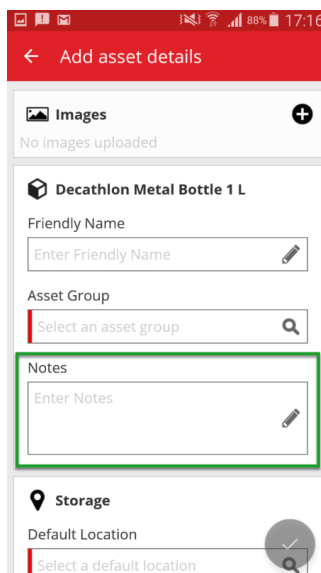 88% 17:16
Add asset details
Images
No images uploaded
Decathlon Metal Bottle 1 L
Friendly Name
Enter Friendly Name
Asset Group
Select an asset group
Notes
Enter Notes
Storage
Default Location
Select a default location